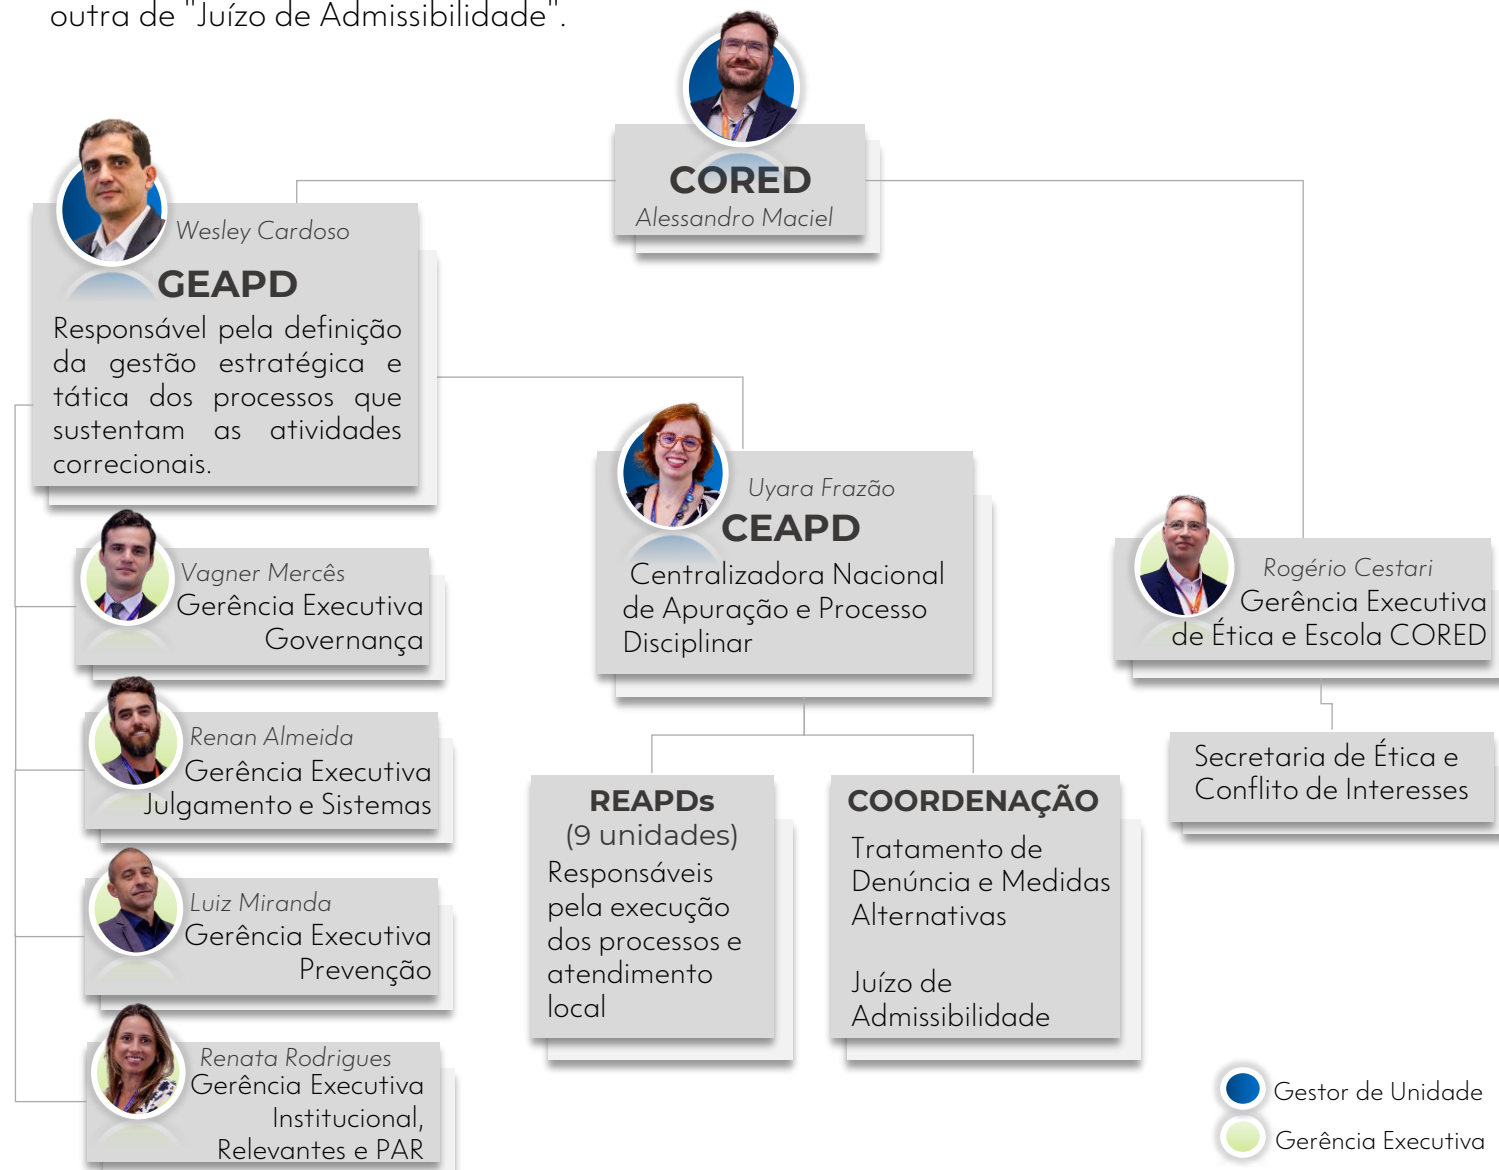 outra de "Juízo de Admissibilidade".
CORED
Alessandro Maciel
Wesley Cardoso
GEAPD
Responsável pela definição
da gestão estratégica e
tática dos processos que
sustentam as atividades
correcionais.
Uyara Frazão
CEAPD
Centralizadora Nacional
de Apuração e Processo
Disciplinar
Rogério Cestari
Gerência Executiva
de Ética e Escola CORED
Vagner Mercês
Gerência Executiva
Governança
Renan Almeida
Gerência Executiva
Julgamento e Sistemas
Luiz Miranda
Gerência Executiva
Prevenção
Renata Rodrigues
Gerência Executiva
Institucional,
Relevantes e PAR
REAPDs
(9 unidades)
Responsáveis
pela execução
dos processos e
atendimento
local
COORDENAÇÃO
Tratamento de
Denúncia e Medidas
Alternativas
Juízo de
Admissibilidade
Secretaria de Ética e
Conflito de Interesses
Gestor de Unidade
Gerência Executiva